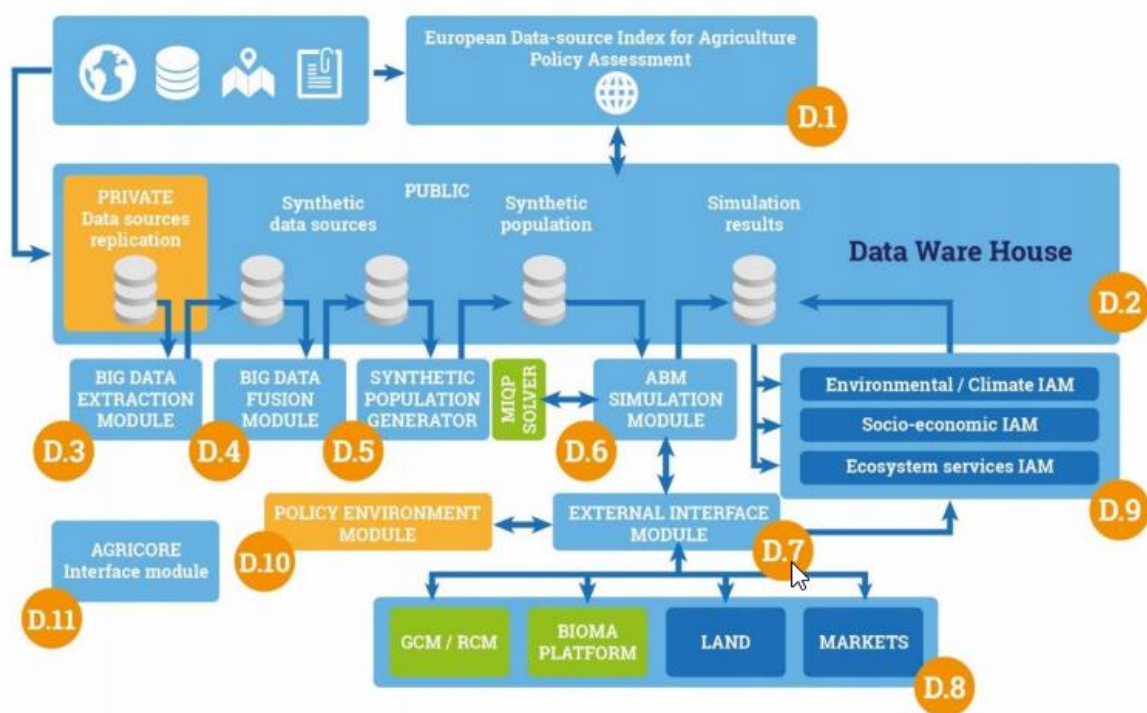 European Data-source Index for Agriculture
Policy Assessment
D.1
PRIVATE
Data sources
replication
PUBLIC
Synthetic
data sources
Synthetic
population
Simulation
results
Data Ware House
D.2
BIG DATA
EXTRACTION
MODULE
D.3
BIG DATA
FUSION
MODULE
D.4
SYNTHETIC
POPULATION
GENERATOR
D.5
MIQP
SOLVER
ABM
SIMULATION
MODULE
D.6
Environmental / Climate IAM
Socio-economic IAM
Ecosystem services IAM
D.9
POLICY ENVIRONMENT
MODULE
D.10
EXTERNAL INTERFACE
MODULE
D.7
AGRICORE
Interface module
D.11
GCM / RCM
BIOMA
PLATFORM
LAND
MARKETS
D.8